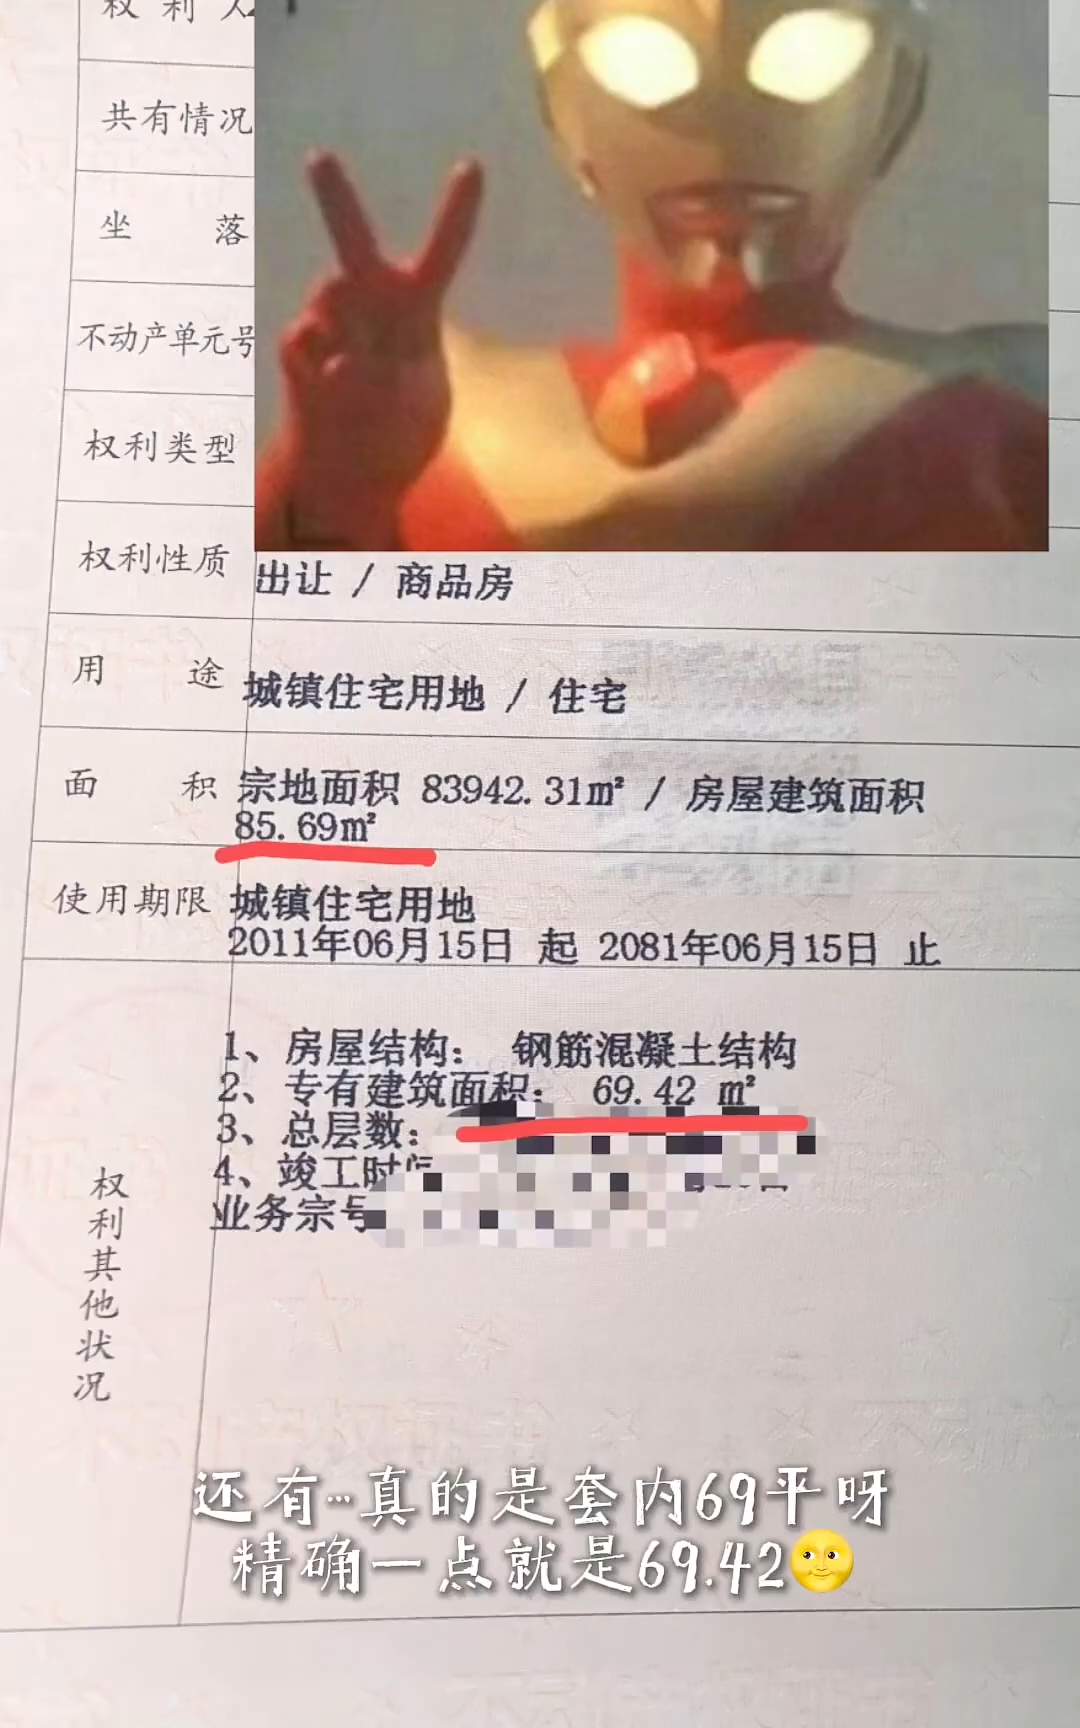 权利人
共有情况
坐落
不动产单元号
权利类型
权利性质 出让 / 商品房
用途 城镇住宅用地 / 住宅
面积 宗地面积 83942.31㎡ / 房屋建筑面积
85.69㎡
使用期限 城镇住宅用地
2011年06月15日 起 2081年06月15日 止
1、房屋结构: 钢筋混凝土结构
2、专有建筑面积: 69.42 ㎡
3、总层数:
4、竣工时间
业务宗号
权利其他状况
还有…真的是套内69平呀
精确一点就是69.42🌝